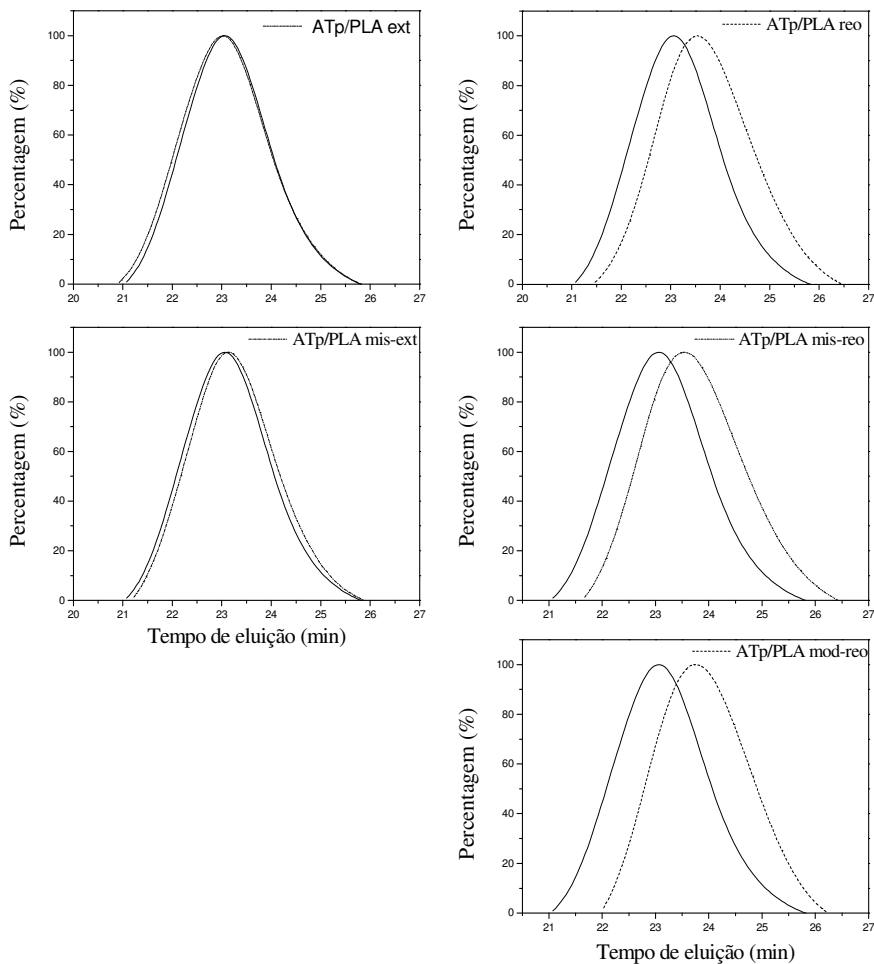 ATp/PLA ext
Percentagem (%)
100
80
60
40
20
0
20 21 22 23 24 25 26 27
ATp/PLA reo
Percentagem (%)
100
80
60
40
20
0
20 21 22 23 24 25 26 27
ATp/PLA mis-ext
Percentagem (%)
100
80
60
40
20
0
20 21 22 23 24 25 26 27
Tempo de eluição (min)
ATp/PLA mis-reo
Percentagem (%)
100
80
60
40
20
0
21 22 23 24 25 26 27
ATp/PLA mod-reo
Percentagem (%)
100
80
60
40
20
0
21 22 23 24 25 26 27
Tempo de eluição (min)